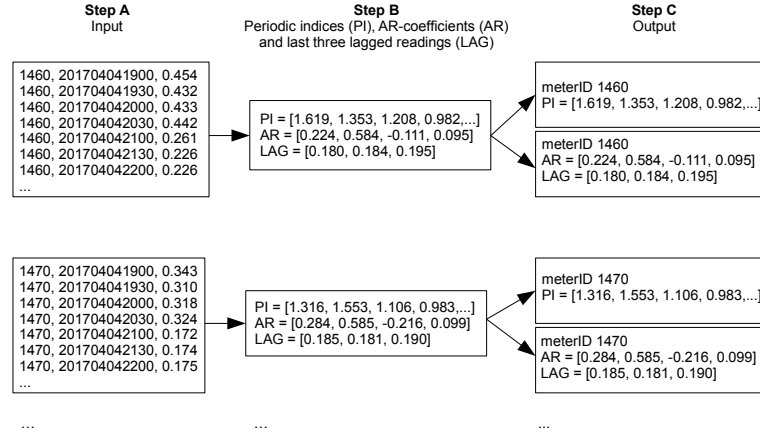 Step A
Input
Step B
Periodic indices (PI), AR-coefficients (AR)
and last three lagged readings (LAG)
Step C
Output
1460, 201704041900, 0.454
1460, 201704041930, 0.432
1460, 201704042000, 0.433
1460, 201704042030, 0.442
1460, 201704042100, 0.261
1460, 201704042130, 0.226
1460, 201704042200, 0.226
...
PI = [1.619, 1.353, 1.208, 0.982,...]
AR = [0.224, 0.584, -0.111, 0.095]
LAG = [0.180, 0.184, 0.195]
meterID 1460
PI = [1.619, 1.353, 1.208, 0.982,...]
meterID 1460
AR = [0.224, 0.584, -0.111, 0.095]
LAG = [0.180, 0.184, 0.195]
1470, 201704041900, 0.343
1470, 201704041930, 0.310
1470, 201704042000, 0.318
1470, 201704042030, 0.324
1470, 201704042100, 0.172
1470, 201704042130, 0.174
1470, 201704042200, 0.175
...
PI = [1.316, 1.553, 1.106, 0.983,...]
AR = [0.284, 0.585, -0.216, 0.099]
LAG = [0.185, 0.181, 0.190]
meterID 1470
PI = [1.316, 1.553, 1.106, 0.983,...]
meterID 1470
AR = [0.284, 0.585, -0.216, 0.099]
LAG = [0.185, 0.181, 0.190]
...
...
...